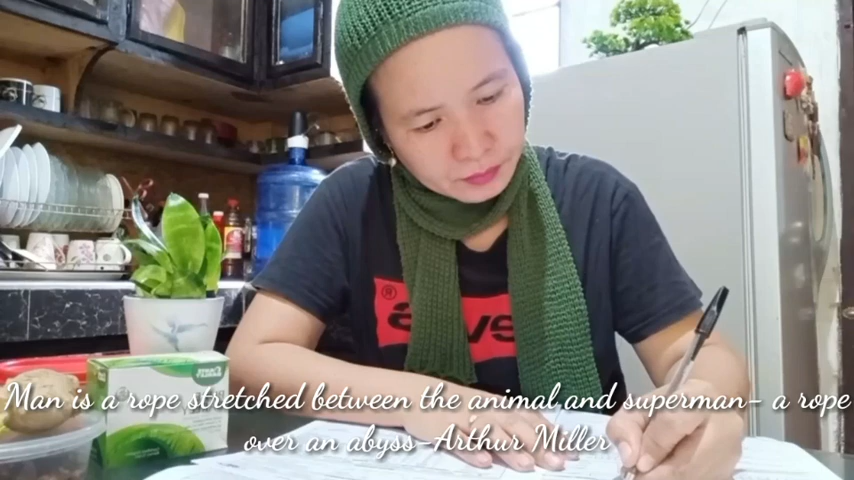 Man is a rope stretched between the animal and superman- a rope
over an abyss-Arthur Miller